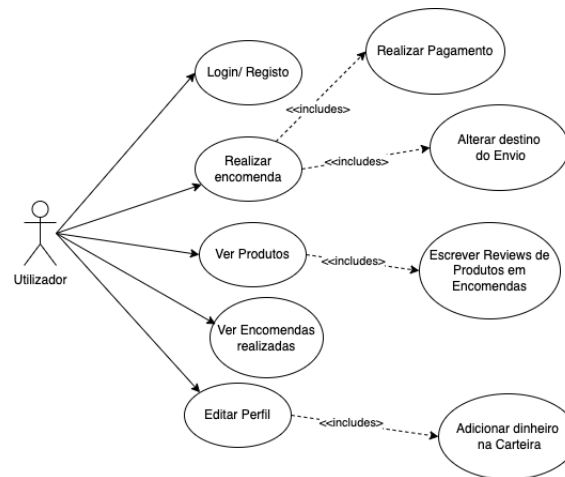 Realizar Pagamento
Login/ Registo
<<includes>
Alterar destino
do Envio
Realizar
encomenda
<<includes>
Utilizador
Ver Produtos
<<includes>
Escrever Reviews de
Produtos em
Encomendas
Ver Encomendas
realizadas
Editar Perfil
<<includes>
Adicionar dinheiro
na Carteira